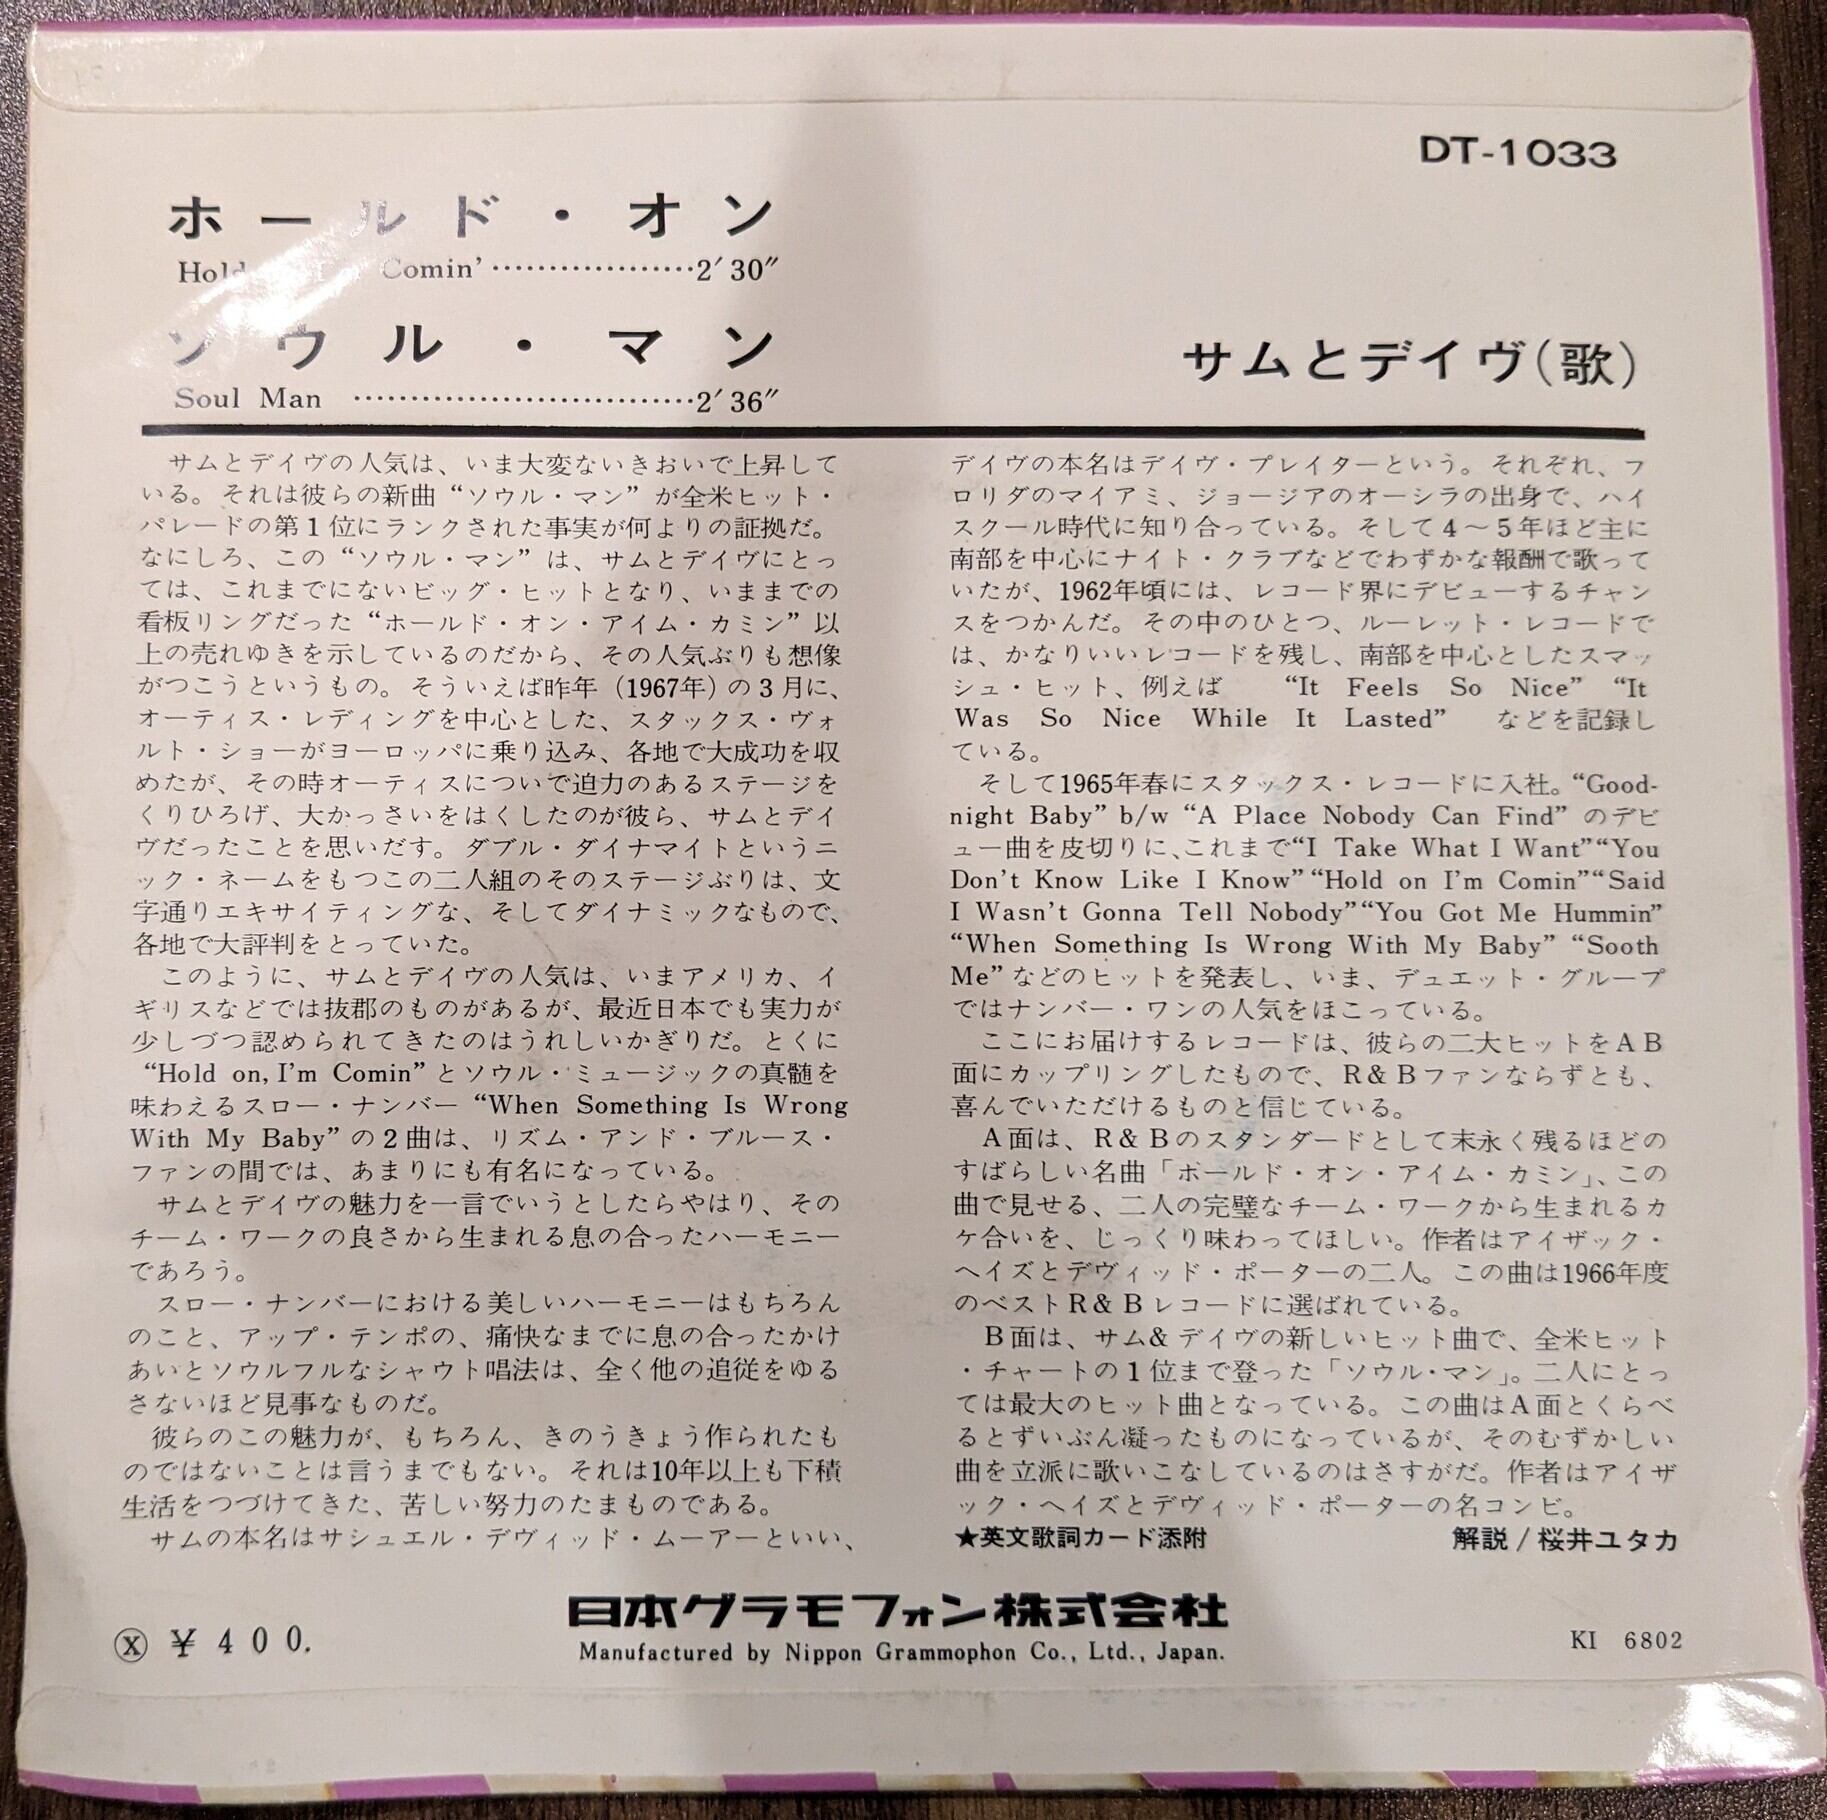 DT-1033
ホールド・オン
Hold Comin’··················2′30″
ソウル・マン
Soul Man ······························2′36″
サムとデイヴ(歌)
サムとデイヴの人気は、いま大変ないきおいで上昇して
いる。それは彼らの新曲“ソウル・マン”が全米ヒット・
パレードの第1位にランクされた事実が何よりの証拠だ。
なにしろ、この“ソウル・マン”は、サムとデイヴにとっ
ては、これまでにないビッグ・ヒットとなり、いままでの
看板リングだった“ホールド・オン・アイム・カミン”以
上の売れゆきを示しているのだから、その人気ぶりも想像
がつこうというもの。そういえば昨年(1967年)の3月に、
オーティス・レディングを中心とした、スタックス・ヴォ
ルト・ショーがヨーロッパに乗り込み、各地で大成功を収
めたが、その時オーティスについで迫力のあるステージを
くりひろげ、大かっさいをはくしたのが彼ら、サムとデイ
ヴだったことを思いだす。ダブル・ダイナマイトというニ
ック・ネームをもつこの二人組のそのステージぶりは、文
字通りエキサイティングな、そしてダイナミックなもので、
各地で大評判をとっていた。
このように、サムとデイヴの人気は、いまアメリカ、イ
ギリスなどでは抜群のものがあるが、最近日本でも実力が
少しづつ認められてきたのはうれしいかぎりだ。とくに
“Hold on, I’m Comin”とソウル・ミュージックの真髄を
味わえるスロー・ナンバー“When Something Is Wrong
With My Baby”の2曲は、リズム・アンド・ブルース・
ファンの間では、あまりにも有名になっている。
サムとデイヴの魅力を一言でいうとしたらやはり、その
チーム・ワークの良さから生まれる息の合ったハーモニー
であろう。
スロー・ナンバーにおける美しいハーモニーはもちろん
のこと、アップ・テンポの、痛快なまでに息の合ったかけ
あいとソウルフルなシャウト唱法は、全く他の追従をゆる
さないほど見事なものだ。
彼らのこの魅力が、もちろん、きのうきょう作られたも
のではないことは言うまでもない。それは10年以上も下積
生活をつづけてきた、苦しい努力のたまものである。
サムの本名はサシュエル・デヴィッド・ムーアーといい、
デイヴの本名はデイヴ・プレイターという。それぞれ、フ
ロリダのマイアミ、ジョージアのオーシラの出身で、ハイ
スクール時代に知り合っている。そして4〜5年ほど主に
南部を中心にナイト・クラブなどでわずかな報酬で歌って
いたが、1962年頃には、レコード界にデビューするチャン
スをつかんだ。その中のひとつ、ルーレット・レコードで
は、かなりいいレコードを残し、南部を中心としたスマッ
シュ・ヒット、例えば “It Feels So Nice” “It
Was So Nice While It Lasted” などを記録し
ている。
そして1965年春にスタックス・レコードに入社。“Good-
night Baby” b/w “A Place Nobody Can Find” のデビ
ュー曲を皮切りに、これまで“I Take What I Want”“You
Don’t Know Like I Know”“Hold on I’m Comin”“Said
I Wasn’t Gonna Tell Nobody”“You Got Me Hummin”
“When Something Is Wrong With My Baby” “Sooth
Me”などのヒットを発表し、いま、デュエット・グループ
ではナンバー・ワンの人気をほこっている。
ここにお届けするレコードは、彼らの二大ヒットをAB
面にカップリングしたもので、R&Bファンならずとも、
喜んでいただけるものと信じている。
A面は、R&Bのスタンダードとして末永く残るほどの
すばらしい名曲「ホールド・オン・アイム・カミン」、この
曲で見せる、二人の完璧なチーム・ワークから生まれるカ
ケ合いを、じっくり味わってほしい。作者はアイザック・
ヘイズとデヴィッド・ポーターの二人。この曲は1966年度
のベストR&Bレコードに選ばれている。
B面は、サム&デイヴの新しいヒット曲で、全米ヒット
・チャートの1位まで登った「ソウル・マン」。二人にとっ
ては最大のヒット曲となっている。この曲はA面とくらべ
るとずいぶん凝ったものになっているが、そのむずかしい
曲を立派に歌いこなしているのはさすがだ。作者はアイザ
ック・ヘイズとデヴィッド・ポーターの名コンビ。
★英文歌詞カード添附 解説/桜井ユタカ
日本グラモフォン株式会社
Manufactured by Nippon Grammophon Co., Ltd., Japan.
Ⓧ ¥400.
KI 6802